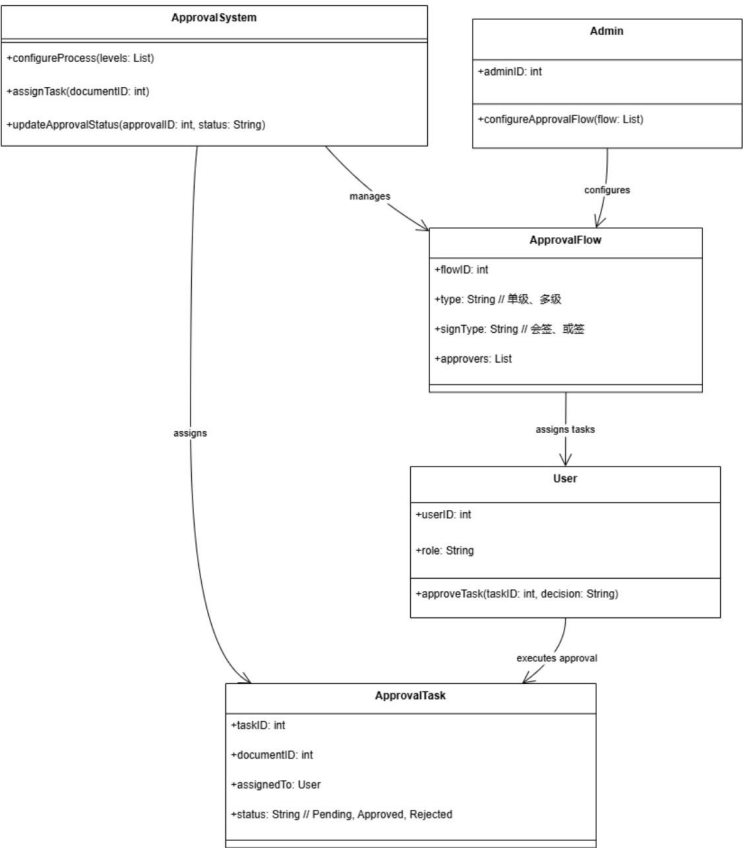 ApprovalSystem
+configureProcess(levels: List)
+assignTask(documentID: int)
+updateApprovalStatus(approvalID: int, status: String)
Admin
+adminID: int
+configureApprovalFlow(flow: List)
manages
configures
ApprovalFlow
+flowID: int
+type: String // 单级、多级
+signType: String // 会签、或签
+approvers: List
assigns
assigns tasks
User
+userID: int
+role: String
+approveTask(taskID: int, decision: String)
executes approval
ApprovalTask
+taskID: int
+documentID: int
+assignedTo: User
+status: String // Pending, Approved, Rejected